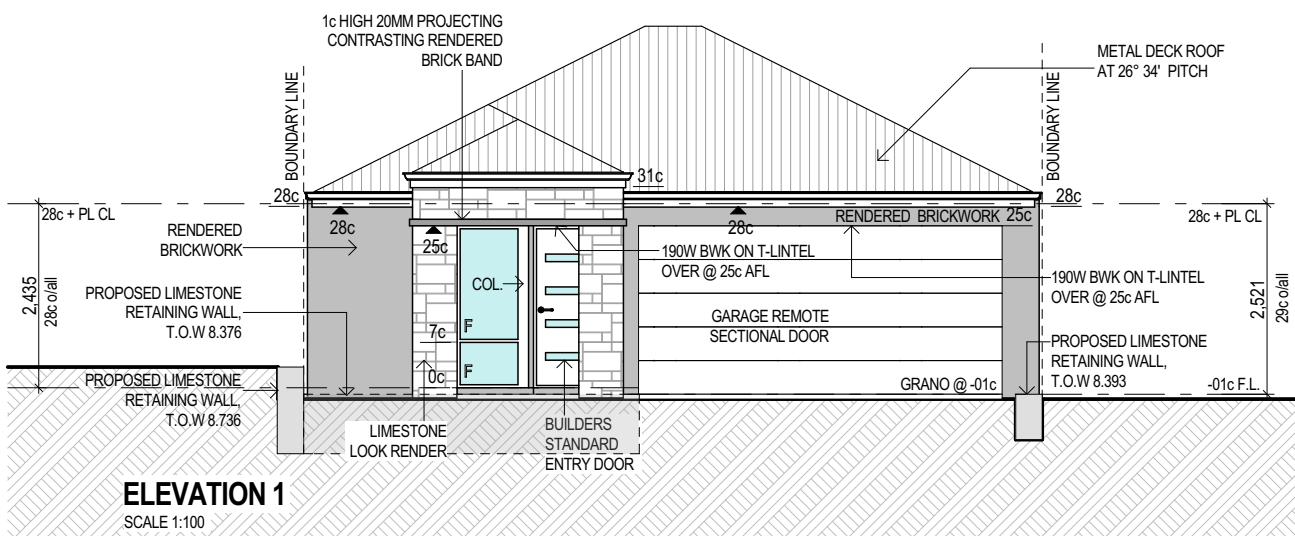 1c HIGH 20MM PROJECTING
CONTRASTING RENDERED
BRICK BAND
METAL DECK ROOF
AT 26° 34' PITCH
BOUNDARY LINE
BOUNDARY LINE
31c
28c
28c
28c + PL CL
28c + PL CL
28c
28c
RENDERED BRICKWORK 25c
RENDERED
BRICKWORK
25c
190W BWK ON T-LINTEL
OVER @ 25c AFL
190W BWK ON T-LINTEL
OVER @ 25c AFL
2,435
28c o/all
2,521
29c o/all
COL.
PROPOSED LIMESTONE
RETAINING WALL,
T.O.W 8.376
GARAGE REMOTE
SECTIONAL DOOR
F
7c
PROPOSED LIMESTONE
RETAINING WALL,
T.O.W 8.393
F
0c
PROPOSED LIMESTONE
RETAINING WALL,
T.O.W 8.736
GRANO @ -01c
-01c F.L.
LIMESTONE
LOOK RENDER
BUILDERS
STANDARD
ENTRY DOOR
ELEVATION 1
SCALE 1:100